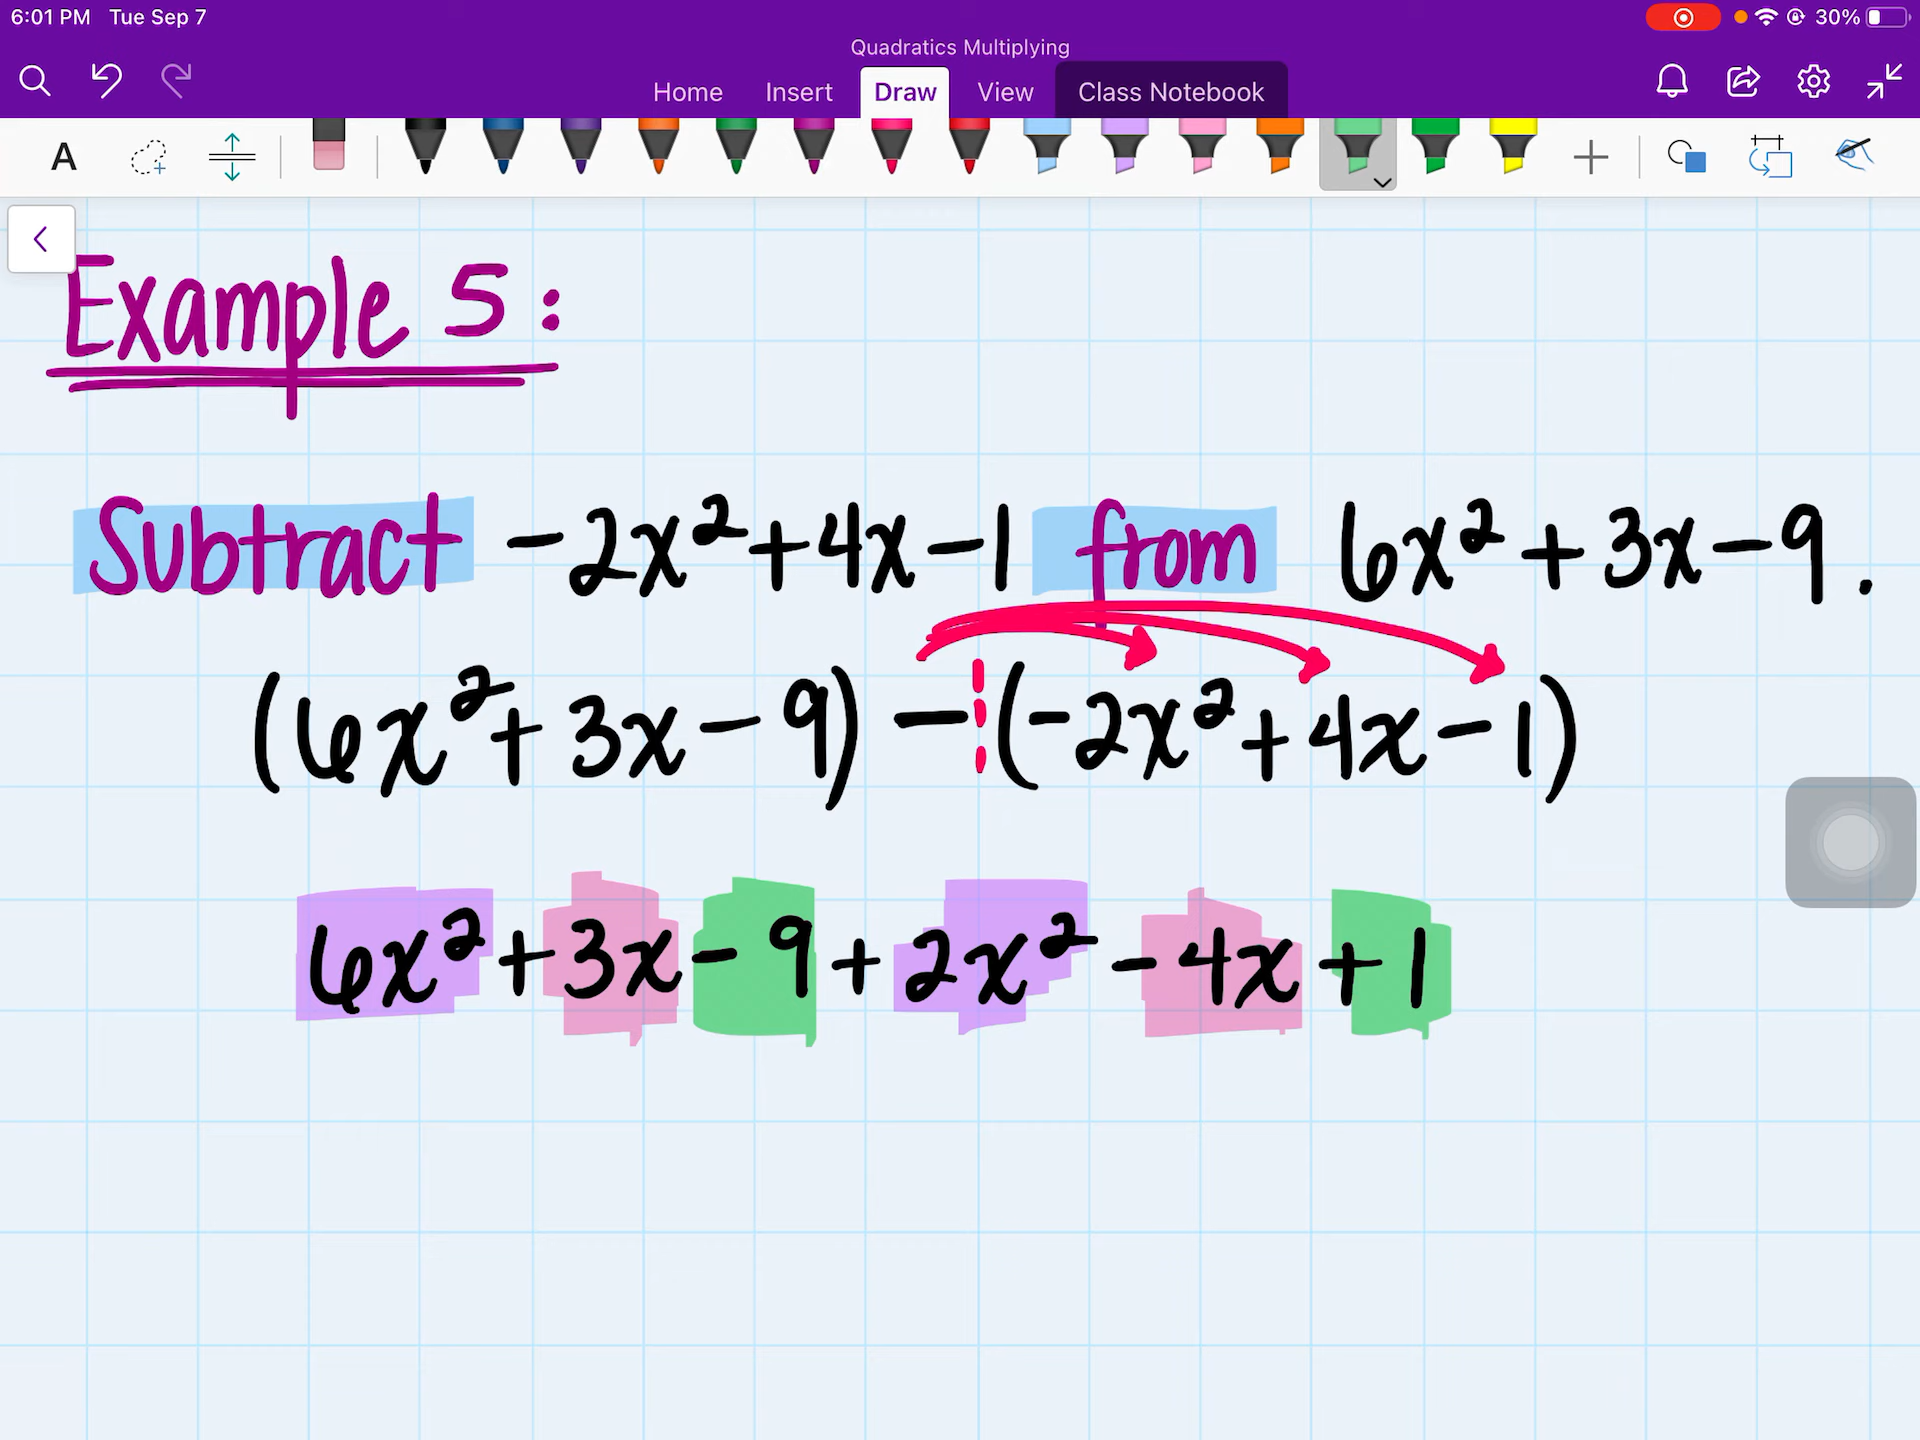 6:01 PM Tue Sep 7 30%
Quadratics Multiplying
Home Insert Draw View Class Notebook
A
Example 5:
Subtract -2x²+4x-1 from 6x²+3x-9.
(6x²+3x-9) - (-2x²+4x-1)
6x²+3x-9+2x²-4x+1